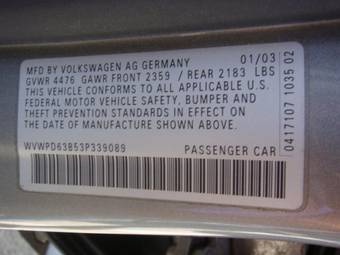 MFD BY VOLKSWAGEN AG GERMANY 01/03
GVWR 4476 GAWR FRONT 2359 / REAR 2183 LBS
THIS VEHICLE CONFORMS TO ALL APPLICABLE U.S.
FEDERAL MOTOR VEHICLE SAFETY, BUMPER AND
THEFT PREVENTION STANDARDS IN EFFECT ON
THE DATE OF MANUFACTURE SHOWN ABOVE
WVWPD63B53P339089 PASSENGER CAR
0417107 1035 02